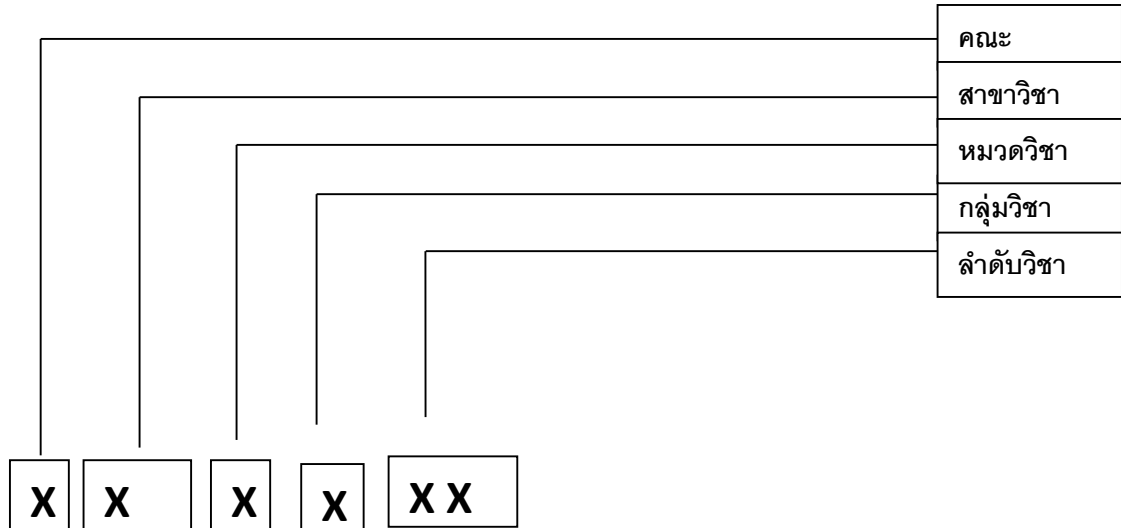 คณะ
สาขาวิชา
หมวดวิชา
กลุ่มวิชา
ลำดับวิชา
X X X X X X